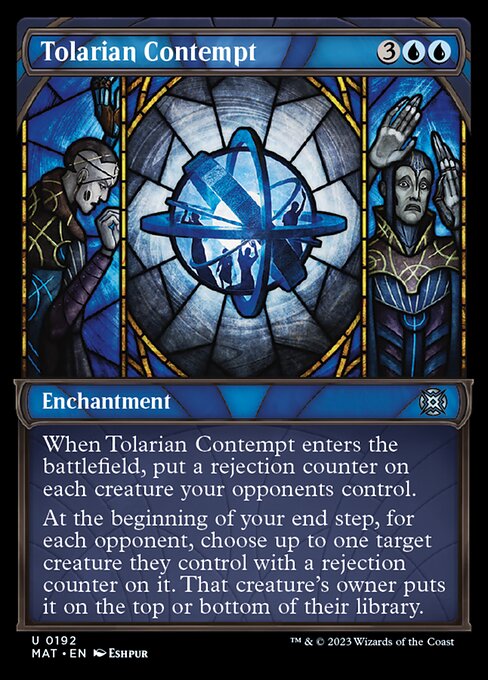 Tolarian Contempt 3
Enchantment
When Tolarian Contempt enters the
battlefield, put a rejection counter on
each creature your opponents control.
At the beginning of your end step, for
each opponent, choose up to one target
creature they control with a rejection
counter on it. That creature's owner puts
it on the top or bottom of their library.
U 0192
MAT • EN Eshpur
™ & © 2023 Wizards of the Coast